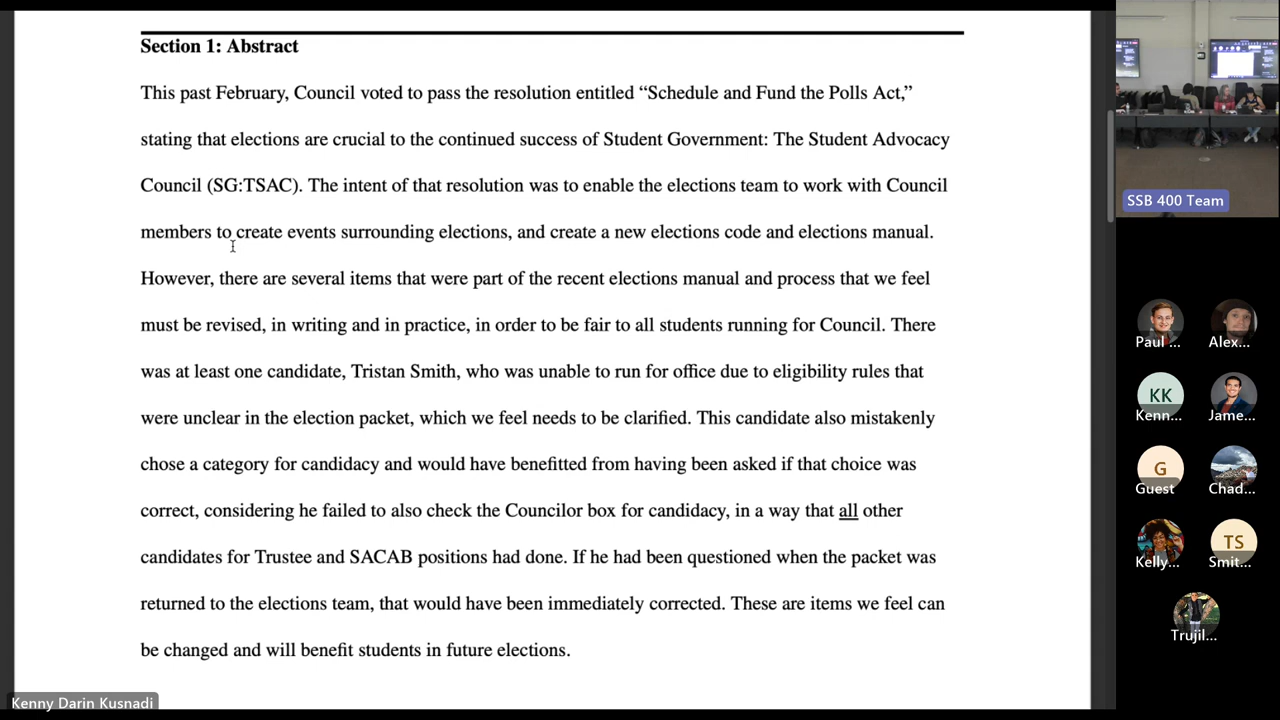 Section 1: Abstract
This past February, Council voted to pass the resolution entitled “Schedule and Fund the Polls Act,”
stating that elections are crucial to the continued success of Student Government: The Student Advocacy
Council (SG:TSAC). The intent of that resolution was to enable the elections team to work with Council
members to create events surrounding elections, and create a new elections code and elections manual.
However, there are several items that were part of the recent elections manual and process that we feel
must be revised, in writing and in practice, in order to be fair to all students running for Council. There
was at least one candidate, Tristan Smith, who was unable to run for office due to eligibility rules that
were unclear in the election packet, which we feel needs to be clarified. This candidate also mistakenly
chose a category for candidacy and would have benefitted from having been asked if that choice was
correct, considering he failed to also check the Councilor box for candidacy, in a way that all other
candidates for Trustee and SACAB positions had done. If he had been questioned when the packet was
returned to the elections team, that would have been immediately corrected. These are items we feel can
be changed and will benefit students in future elections.
Kenny Darin Kusnadi
SSB 400 Team
Paul ...
Alex...
KK
Kenn...
Jame...
G
Guest
Chad...
Kelly...
TS
Smit...
Trujil...